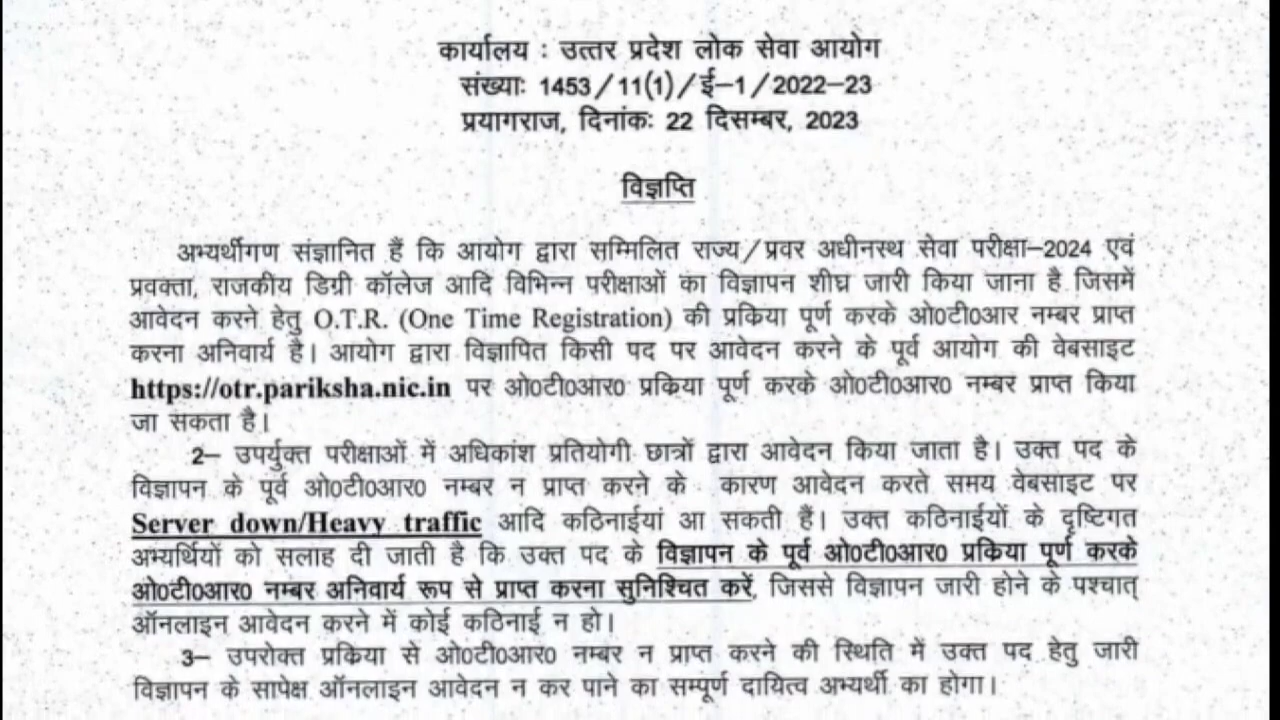 कार्यालय : उत्तर प्रदेश लोक सेवा आयोग
संख्याः 1453/11(1)/ई–1/2022–23
प्रयागराज, दिनांकः 22 दिसम्बर, 2023
विज्ञप्ति
अभ्यर्थीगण संज्ञानित हैं कि आयोग द्वारा सम्मिलित राज्य/प्रवर अधीनस्थ सेवा परीक्षा–2024 एवं
प्रवक्ता, राजकीय डिग्री कॉलेज आदि विभिन्न परीक्षाओं का विज्ञापन शीघ्र जारी किया जाना है जिसमें
आवेदन करने हेतु O.T.R. (One Time Registration) की प्रकिया पूर्ण करके ओ0टी0आर नम्बर प्राप्त
करना अनिवार्य है। आयोग द्वारा विज्ञापित किसी पद पर आवेदन करने के पूर्व आयोग की वेबसाइट
https://otr.pariksha.nic.in पर ओ0टी0आर0 प्रकिया पूर्ण करके ओ0टी0आर0 नम्बर प्राप्त किया
जा सकता है।
2– उपर्युक्त परीक्षाओं में अधिकांश प्रतियोगी छात्रों द्वारा आवेदन किया जाता है। उक्त पद के
विज्ञापन के पूर्व ओ0टी0आर0 नम्बर न प्राप्त करने के कारण आवेदन करते समय वेबसाइट पर
Server down/Heavy traffic आदि कठिनाईयां आ सकती हैं। उक्त कठिनाईयों के दृष्टिगत
अभ्यर्थियों को सलाह दी जाती है कि उक्त पद के विज्ञापन के पूर्व ओ0टी0आर0 प्रकिया पूर्ण करके
ओ0टी0आर0 नम्बर अनिवार्य रूप से प्राप्त करना सुनिश्चित करें, जिससे विज्ञापन जारी होने के पश्चात्
ऑनलाइन आवेदन करने में कोई कठिनाई न हो।
3– उपरोक्त प्रकिया से ओ0टी0आर0 नम्बर न प्राप्त करने की स्थिति में उक्त पद हेतु जारी
विज्ञापन के सापेक्ष ऑनलाइन आवेदन न कर पाने का सम्पूर्ण दायित्व अभ्यर्थी का होगा।